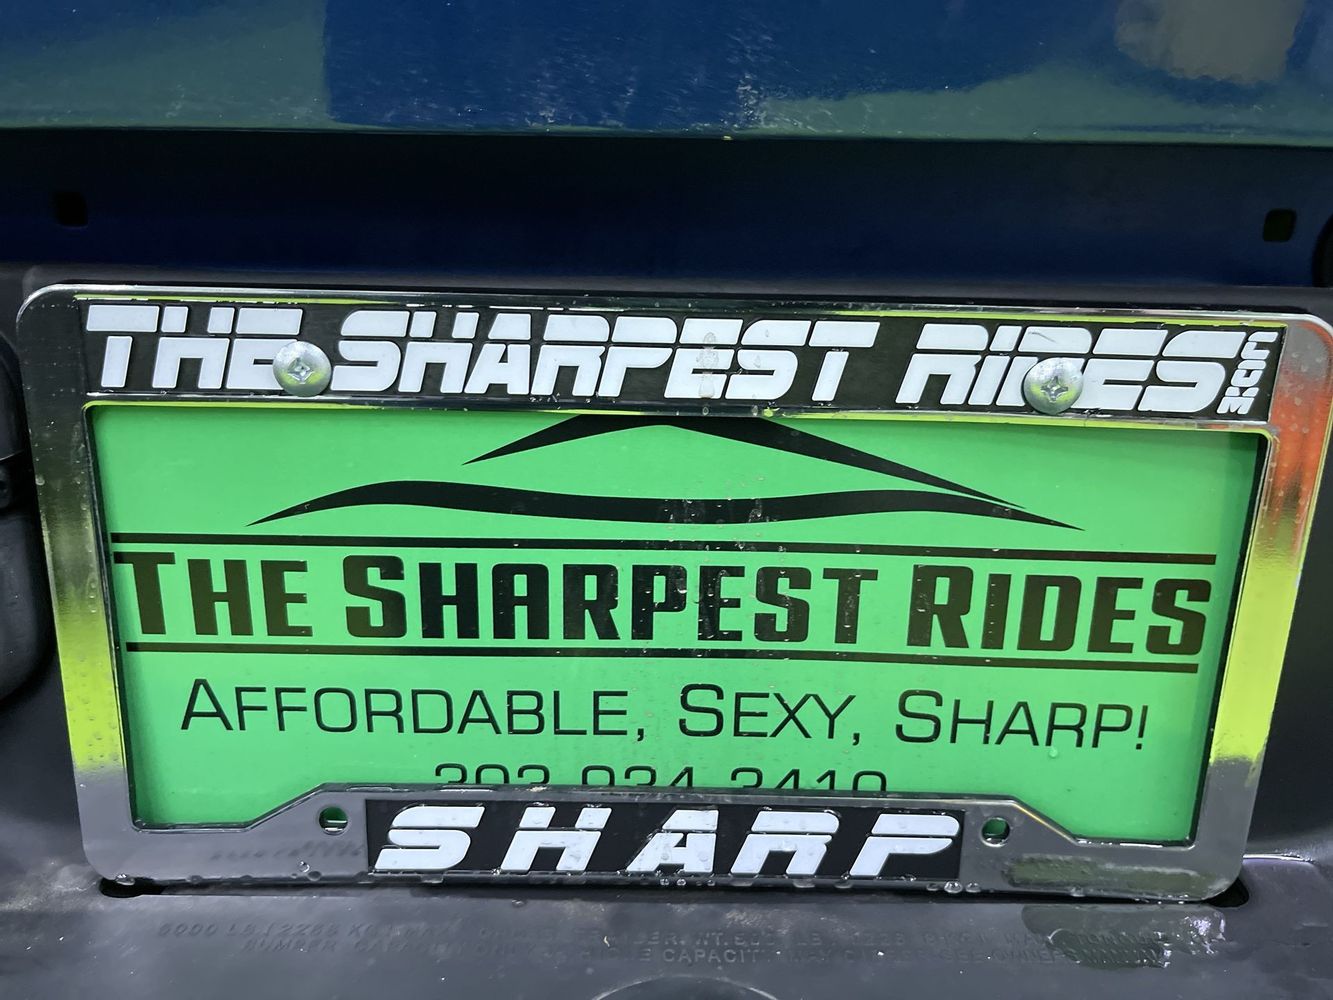 THE SHARPEST RIDES.COM
THE SHARPEST RIDES
AFFORDABLE, SEXY, SHARP!
SHARP